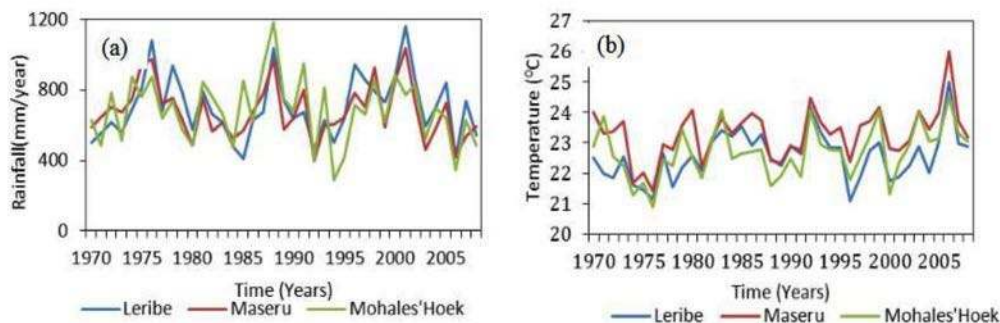 (a)
Rainfall(mm/year)
1200
800
400
0
1970 1975 1980 1985 1990 1995 2000 2005
Time (Years)
Leribe Maseru Mohales'Hoek
(b)
Temperature (°C)
27
26
25
24
23
22
21
20
1970 1975 1980 1985 1990 1995 2000 2005
Time (Years)
Leribe Maseru Mohales'Hoek